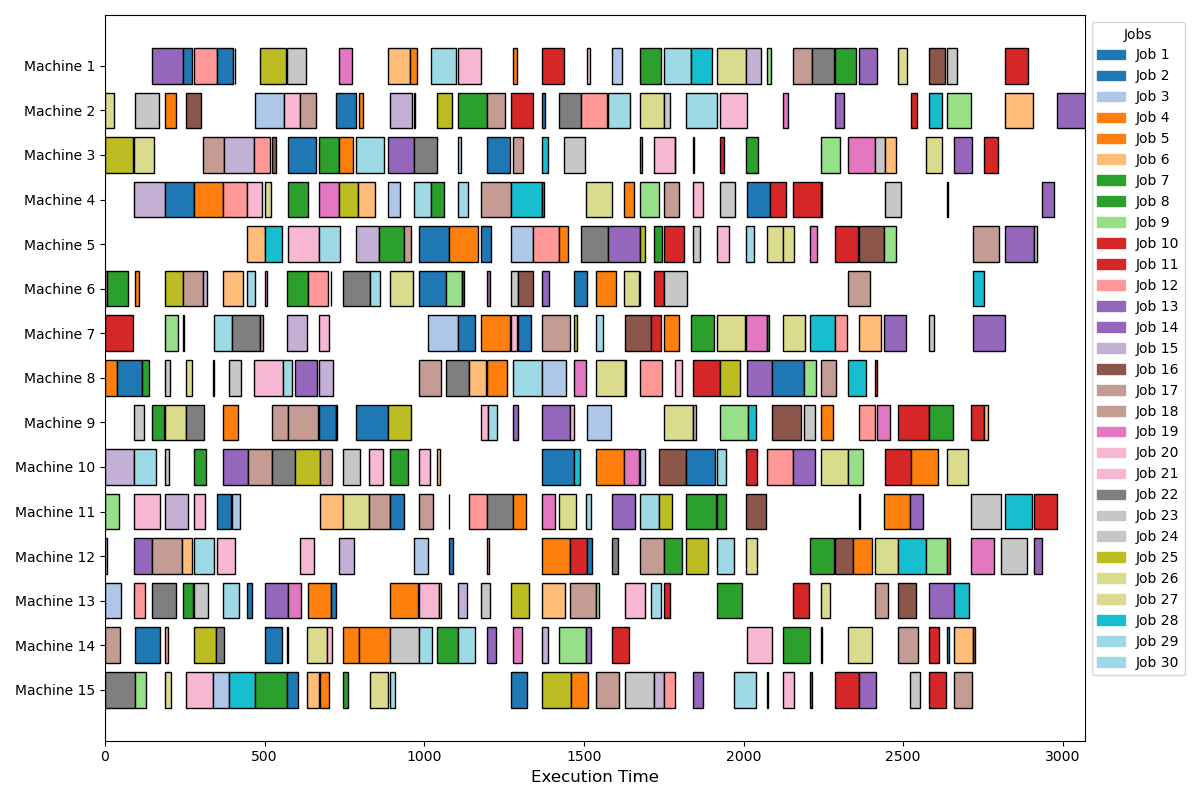 Machine 1
Machine 2
Machine 3
Machine 4
Machine 5
Machine 6
Machine 7
Machine 8
Machine 9
Machine 10
Machine 11
Machine 12
Machine 13
Machine 14
Machine 15
0 500 1000 1500 2000 2500 3000
Execution Time
Jobs
Job 1
Job 2
Job 3
Job 4
Job 5
Job 6
Job 7
Job 8
Job 9
Job 10
Job 11
Job 12
Job 13
Job 14
Job 15
Job 16
Job 17
Job 18
Job 19
Job 20
Job 21
Job 22
Job 23
Job 24
Job 25
Job 26
Job 27
Job 28
Job 29
Job 30